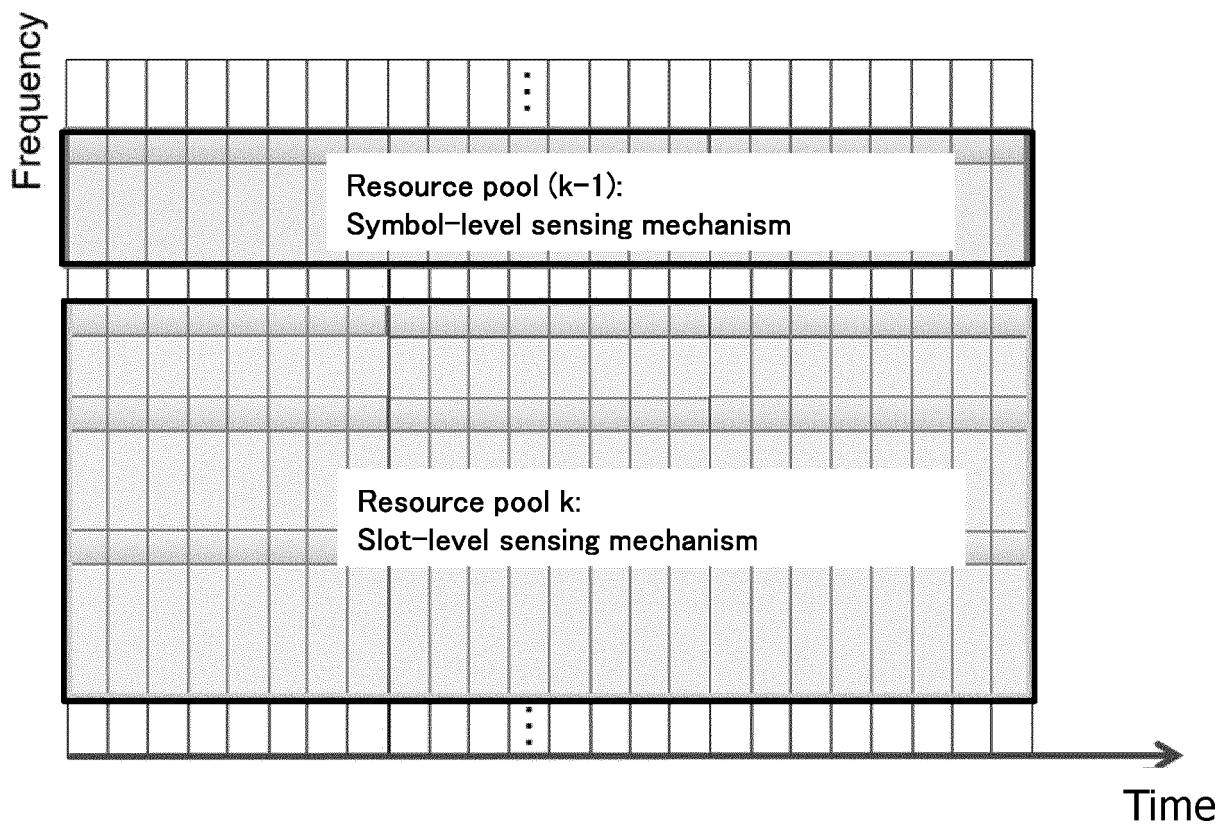 Frequency
Resource pool (k-1):
Symbol-level sensing mechanism
Resource pool k:
Slot-level sensing mechanism
Time